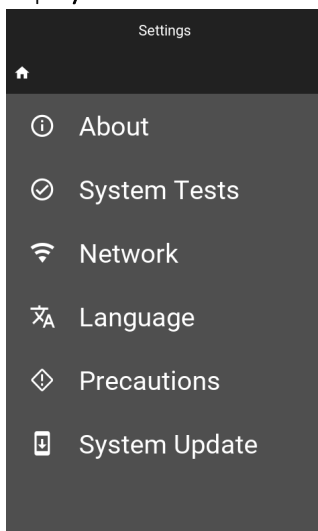 Settings
About
System Tests
Network
Language
Precautions
System Update